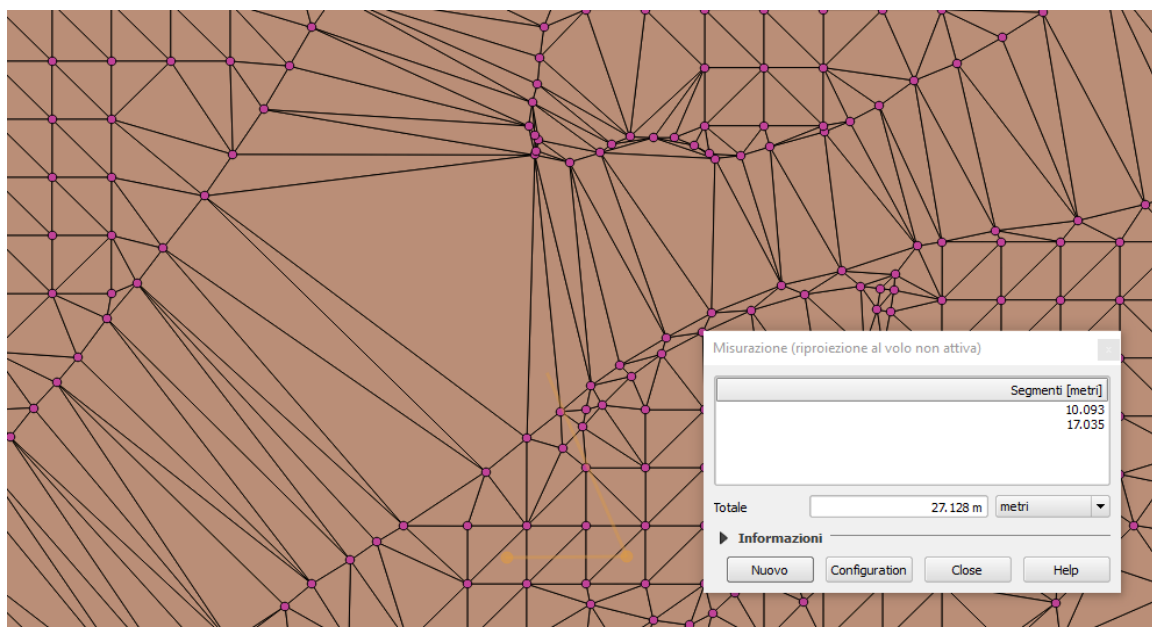 Misurazione (riproiezione al volo non attiva)
Segmenti [metri]
10.093
17.035
Totale
27.128 m
metri
Informazioni
Nuovo
Configuration
Close
Help